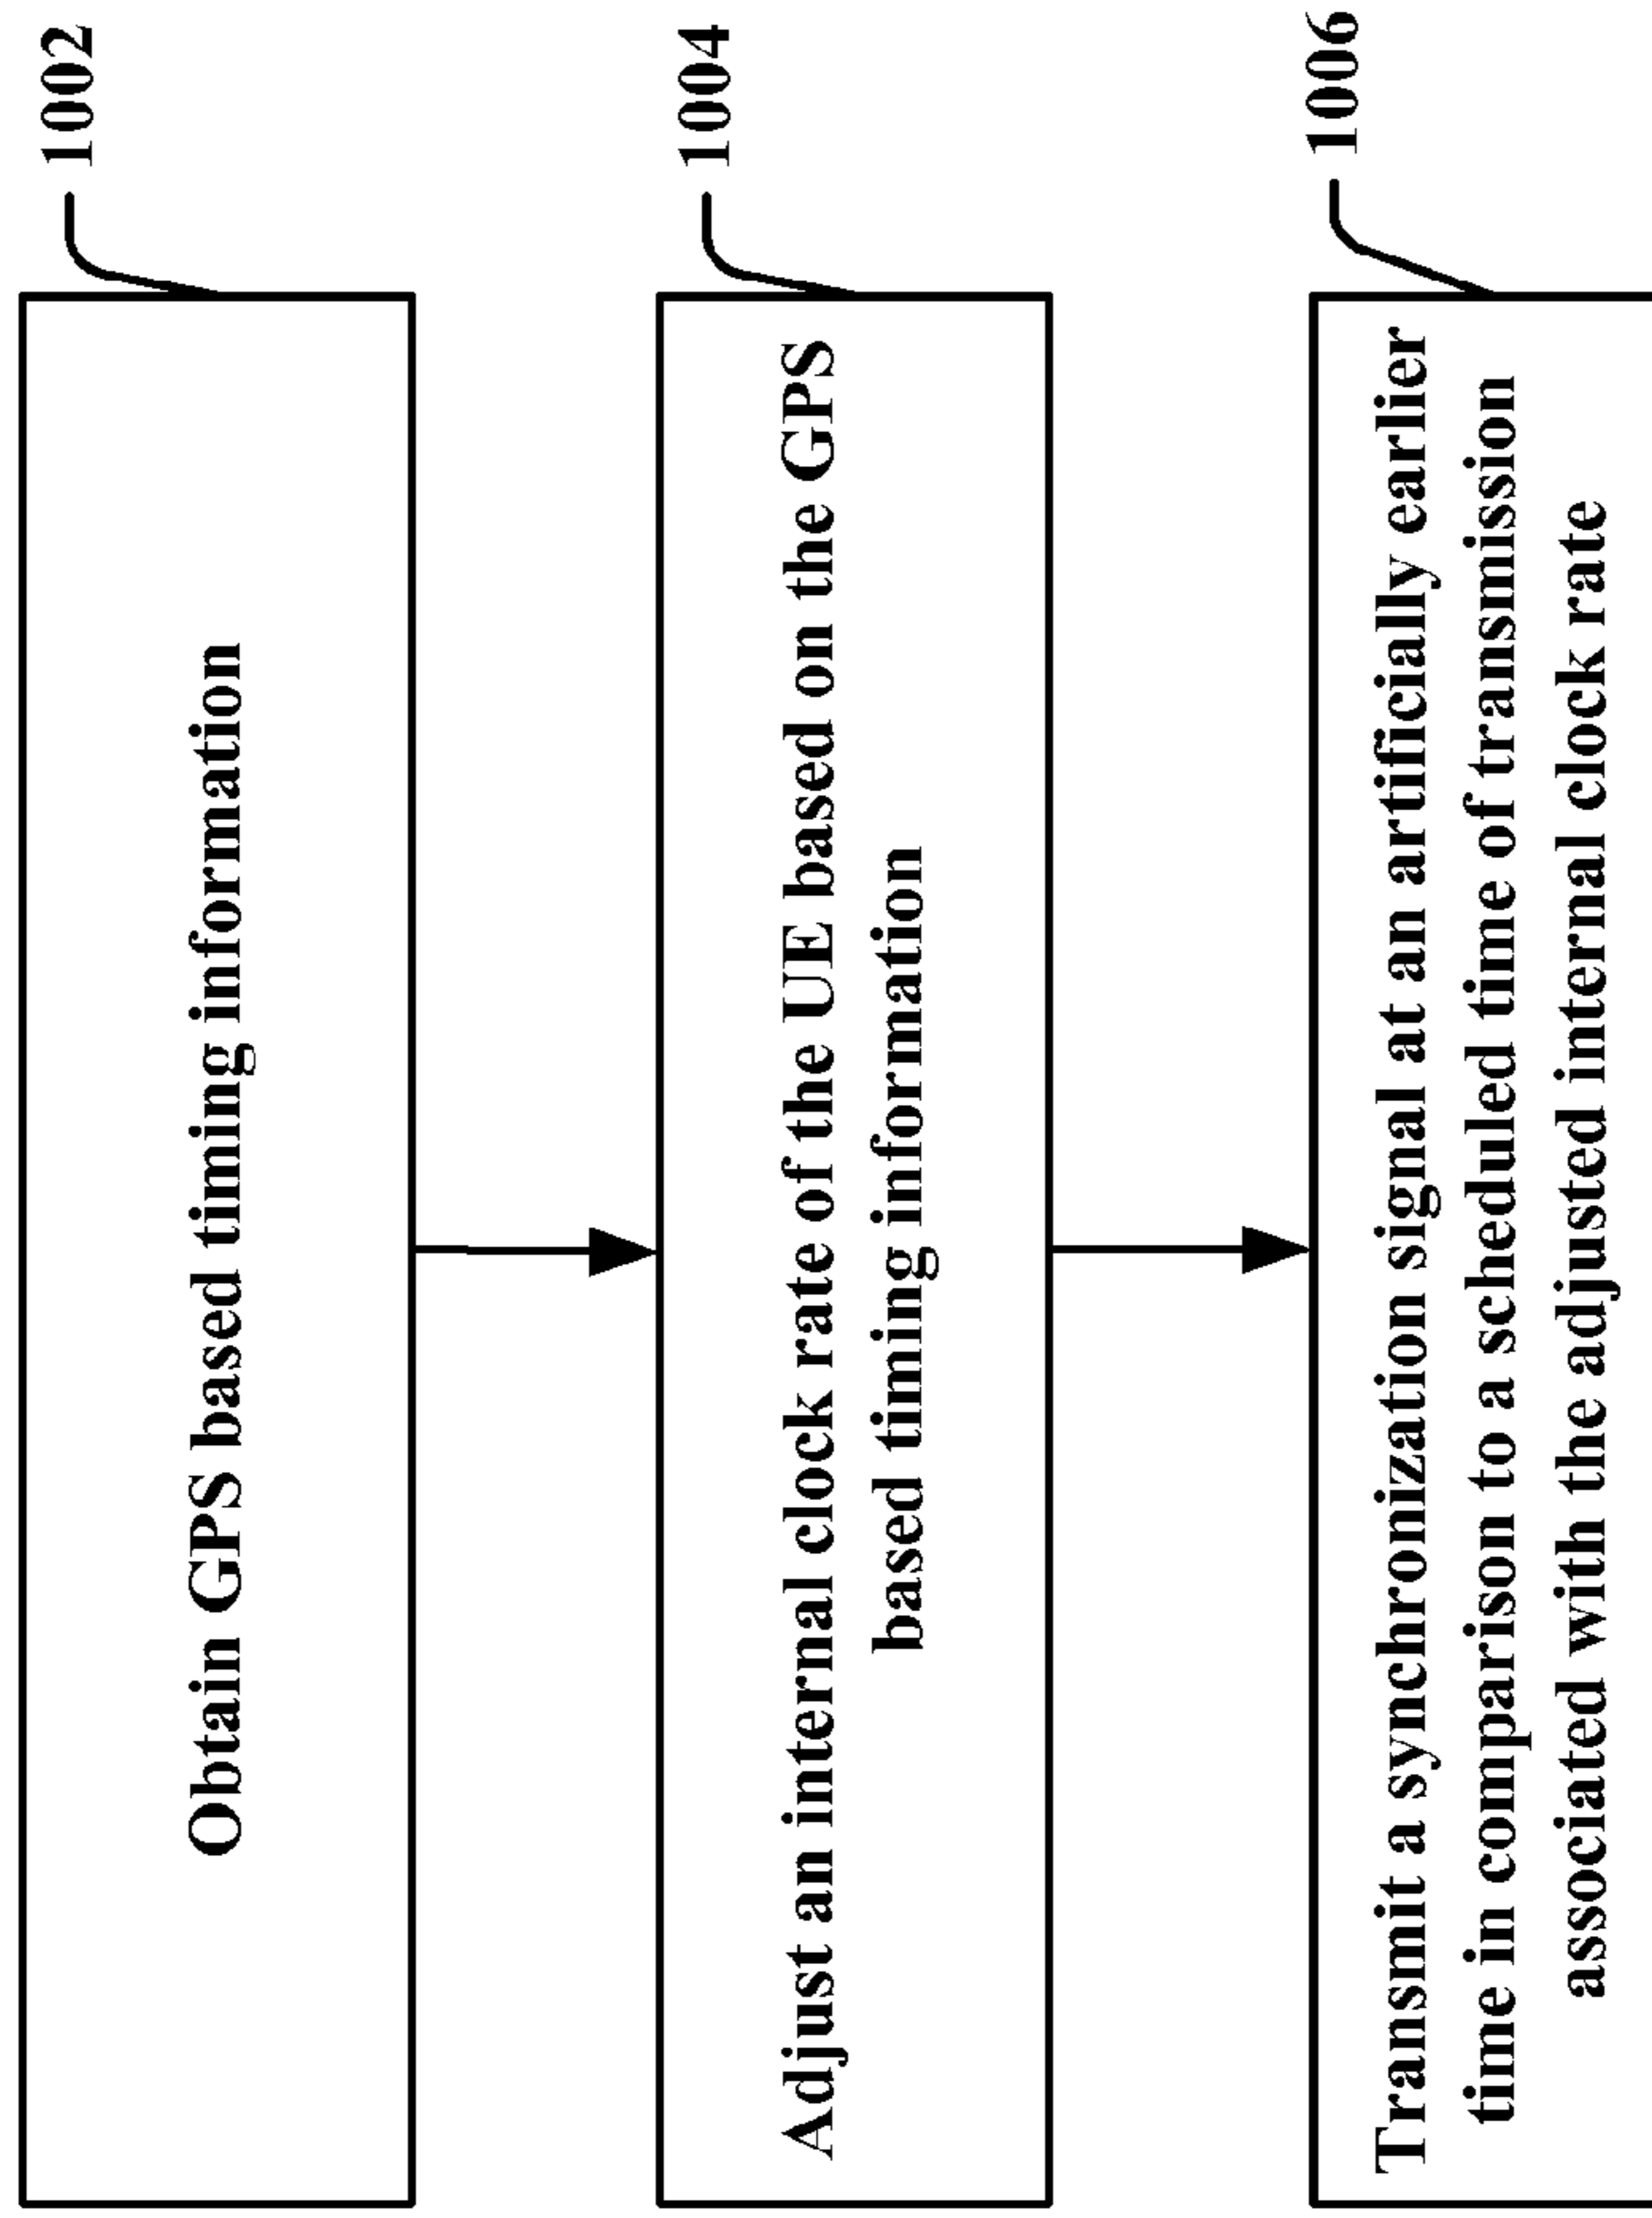 1002
Obtain GPS based timing information
1004
Adjust an internal clock rate of the UE based on the GPS
based timing information
1006
Transmit a synchronization signal at an artificially earlier
time in comparison to a scheduled time of transmission
associated with the adjusted internal clock rate